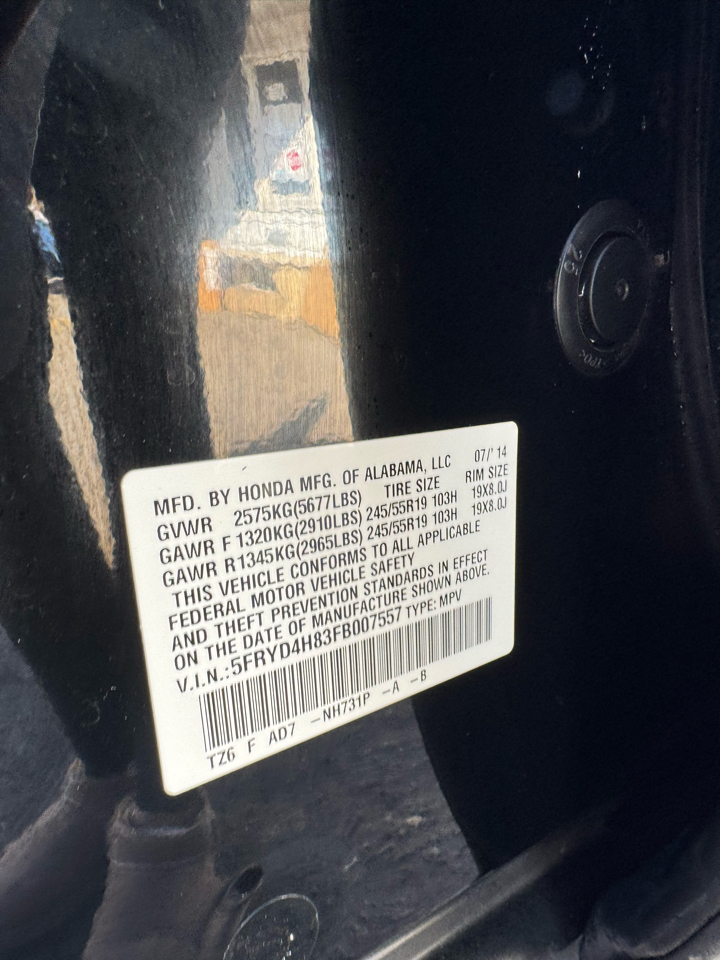 MFD. BY HONDA MFG. OF ALABAMA, LLC 07/' 14
GVWR 2575KG(5677LBS) TIRE SIZE RIM SIZE
GAWR F 1320KG(2910LBS) 245/55R19 103H 19X8.0J
GAWR R1345KG(2965LBS) 245/55R19 103H 19X8.0J
THIS VEHICLE CONFORMS TO ALL APPLICABLE
FEDERAL MOTOR VEHICLE SAFETY
AND THEFT PREVENTION STANDARDS IN EFFECT
ON THE DATE OF MANUFACTURE SHOWN ABOVE.
V.I.N.:5FRYD4H83FB007557 TYPE: MPV
TZ6 F AD7 -NH731P -A -B